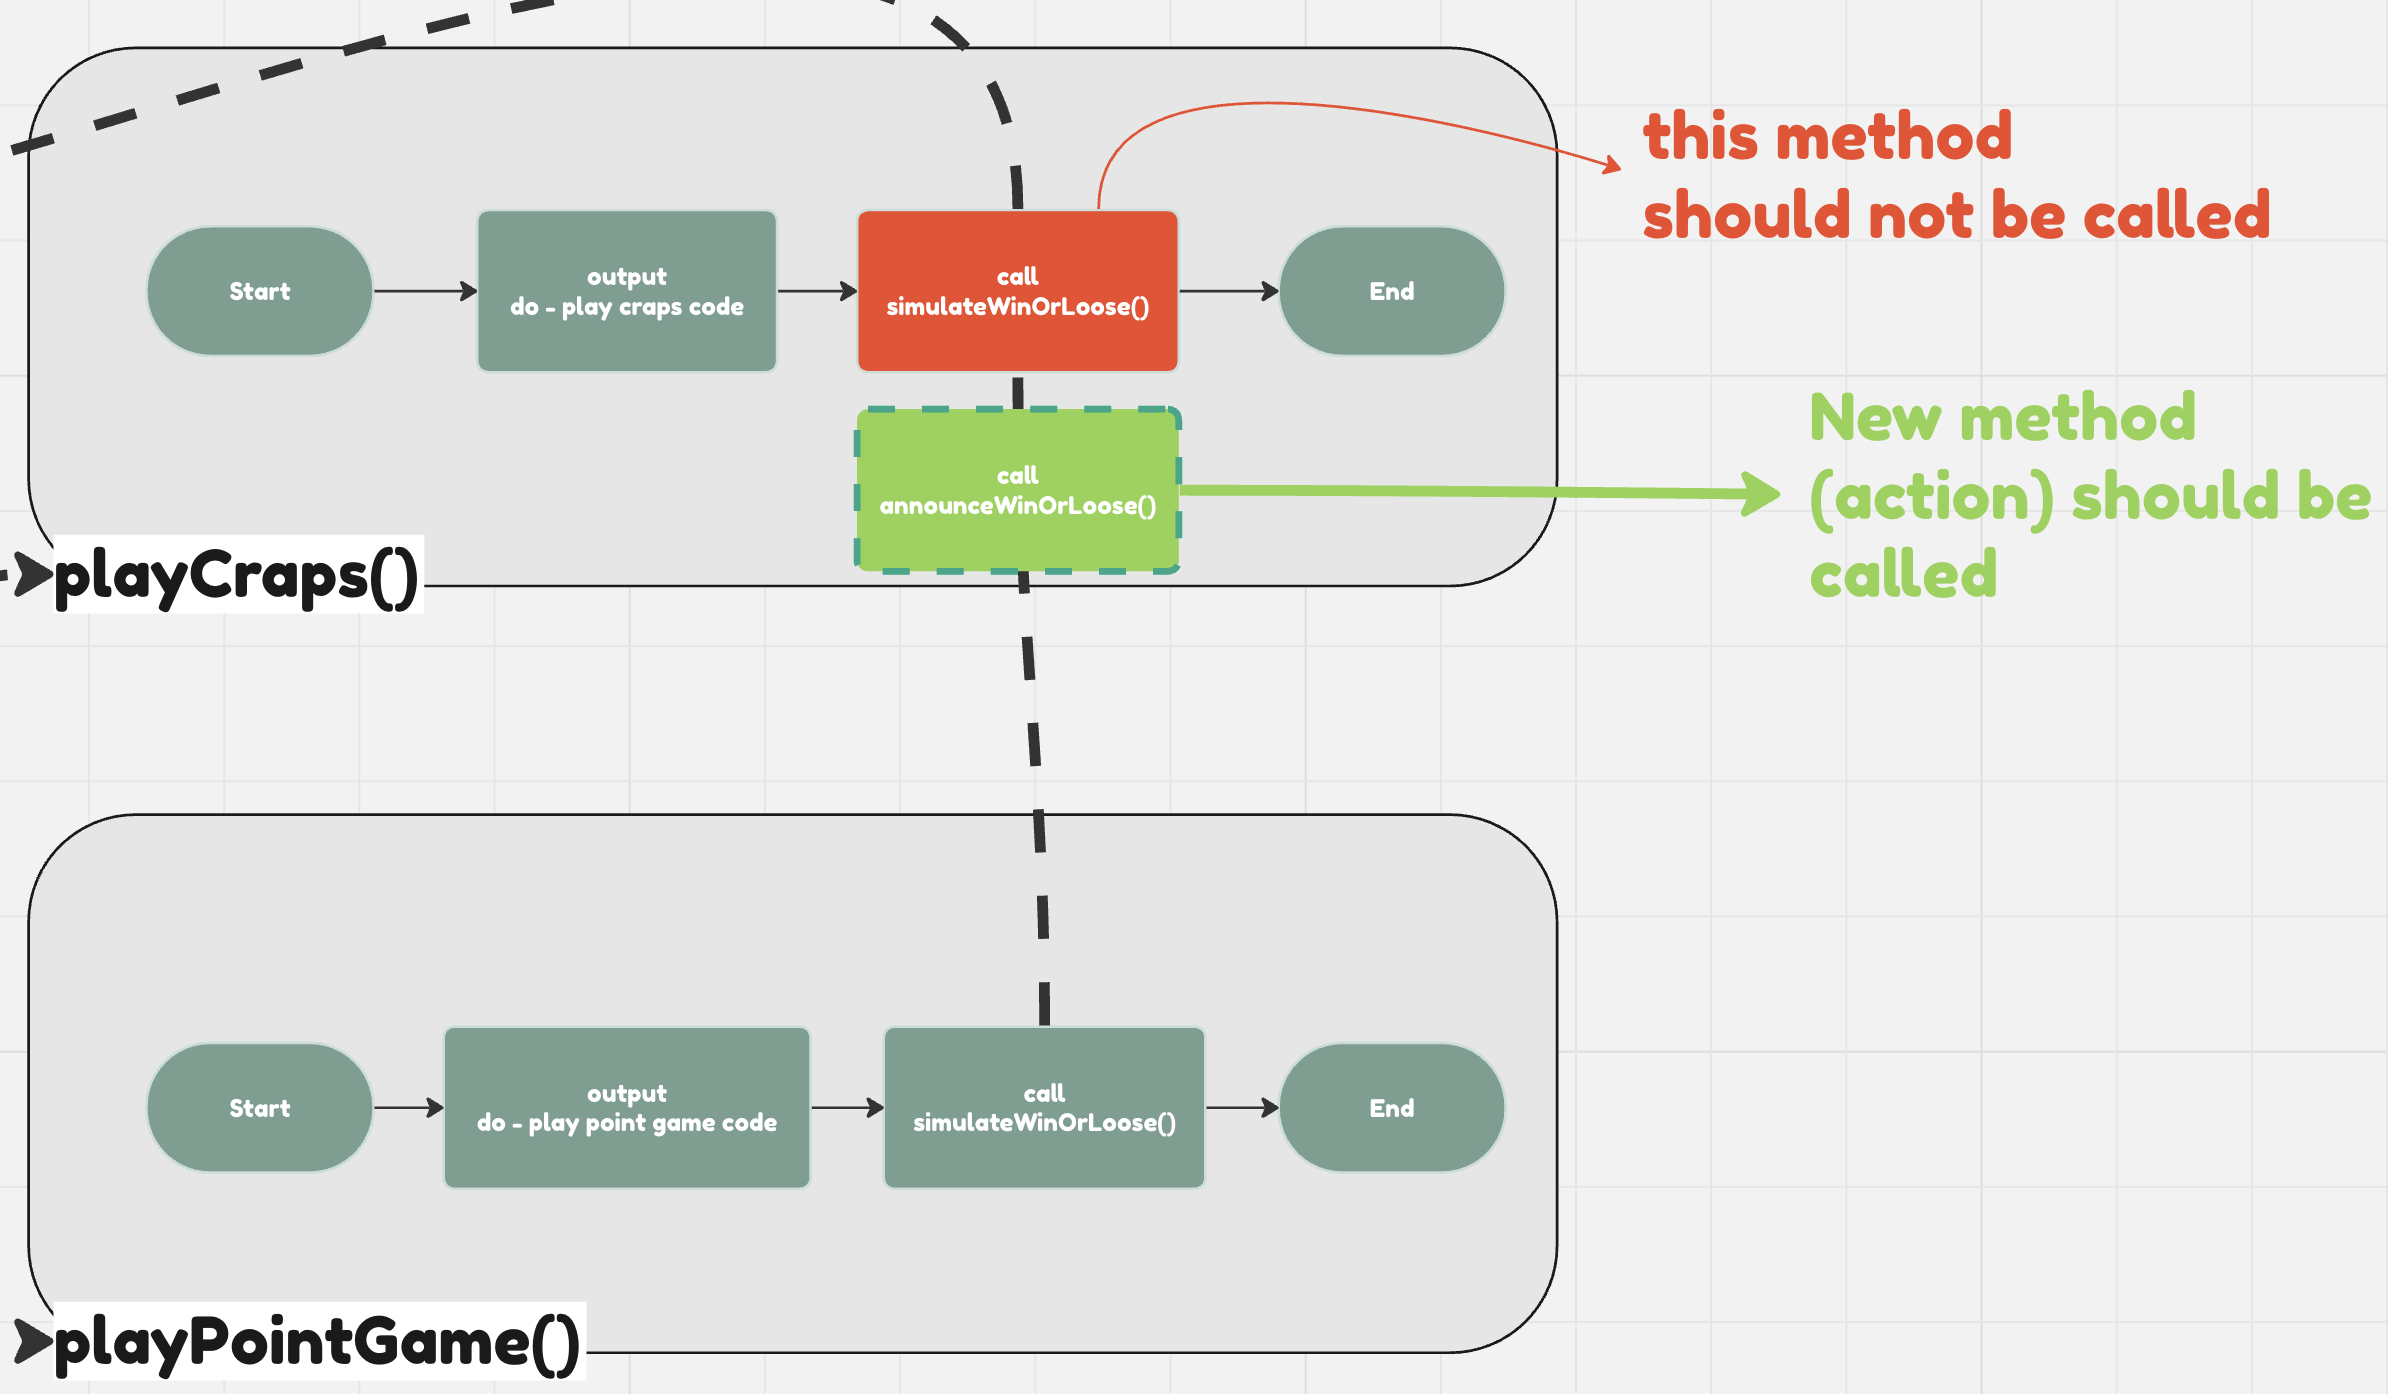 this method
should not be called
Start
output
do - play craps code
call
simulateWinOrLoose()
End
call
announceWinOrLoose()
New method
(action) should be
called
playCraps()
Start
output
do - play point game code
call
simulateWinOrLoose()
End
playPointGame()